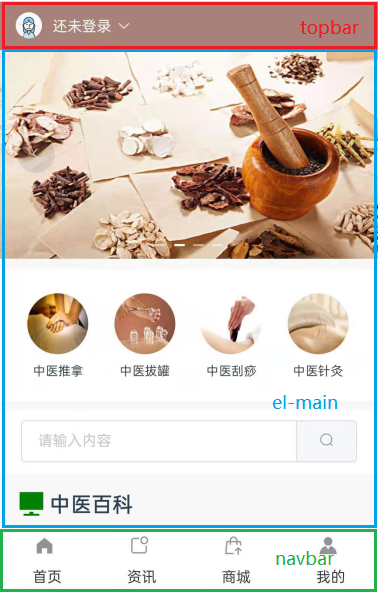 还未登录
topbar
中医推拿
中医拔罐
中医刮痧
中医针灸
el-main
请输入内容
中医百科
navbar
首页
资讯
商城
我的